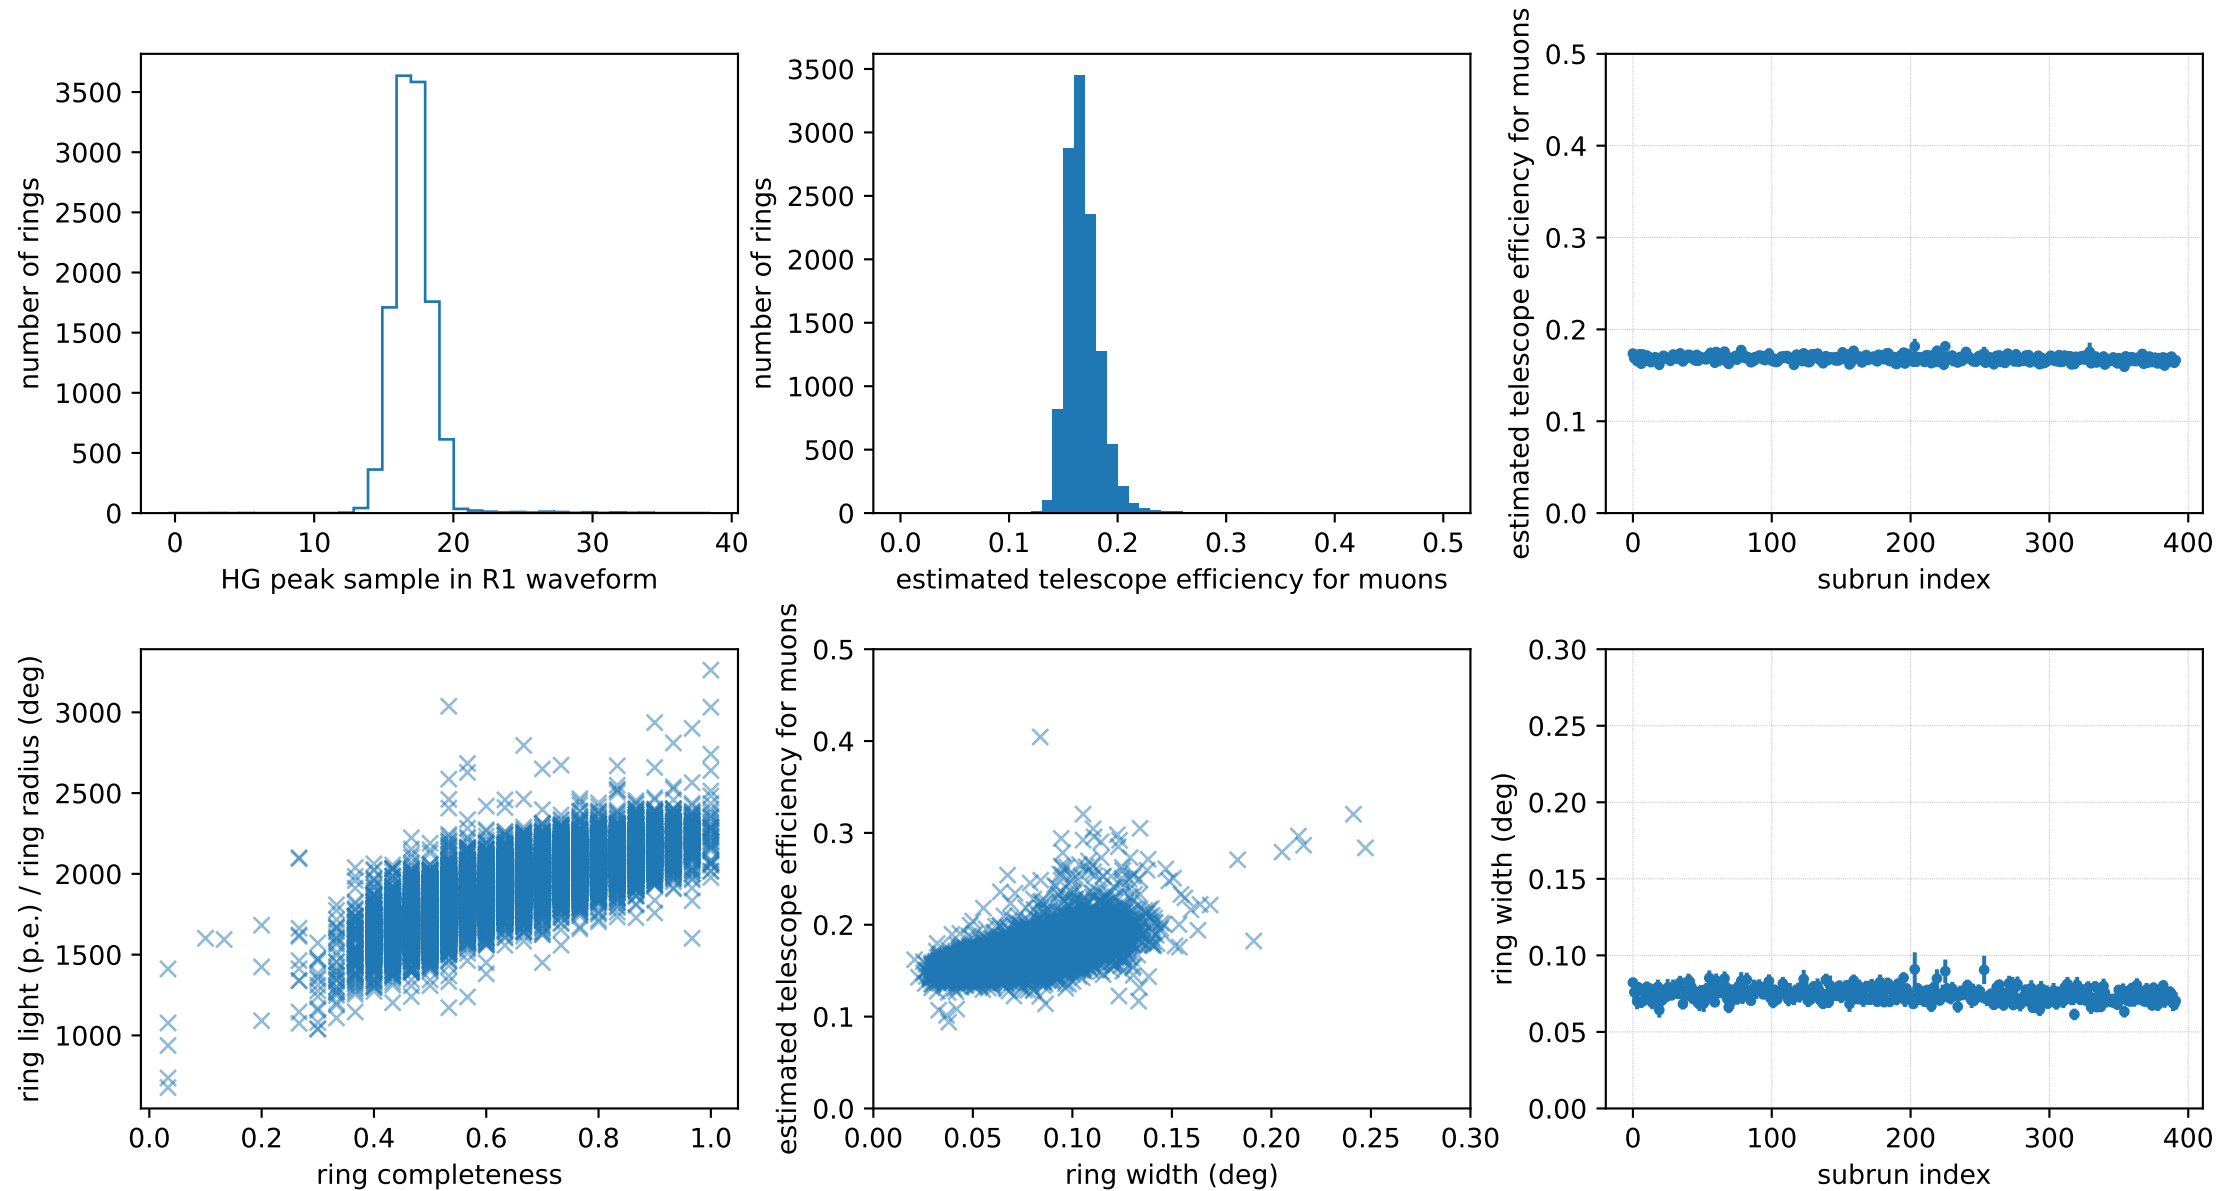 number of rings
3500
3000
2500
2000
1500
1000
500
0
0 10 20 30 40
HG peak sample in R1 waveform
number of rings
3500
3000
2500
2000
1500
1000
500
0
0.0 0.1 0.2 0.3 0.4 0.5
estimated telescope efficiency for muons
estimated telescope efficiency for muons
0.5
0.4
0.3
0.2
0.1
0.0
0 100 200 300 400
subrun index
ring light (p.e.) / ring radius (deg)
3000
2500
2000
1500
1000
0.0 0.2 0.4 0.6 0.8 1.0
ring completeness
estimated telescope efficiency for muons
0.5
0.4
0.3
0.2
0.1
0.0
0.00 0.05 0.10 0.15 0.20 0.25 0.30
ring width (deg)
ring width (deg)
0.30
0.25
0.20
0.15
0.10
0.05
0.00
0 100 200 300 400
subrun index